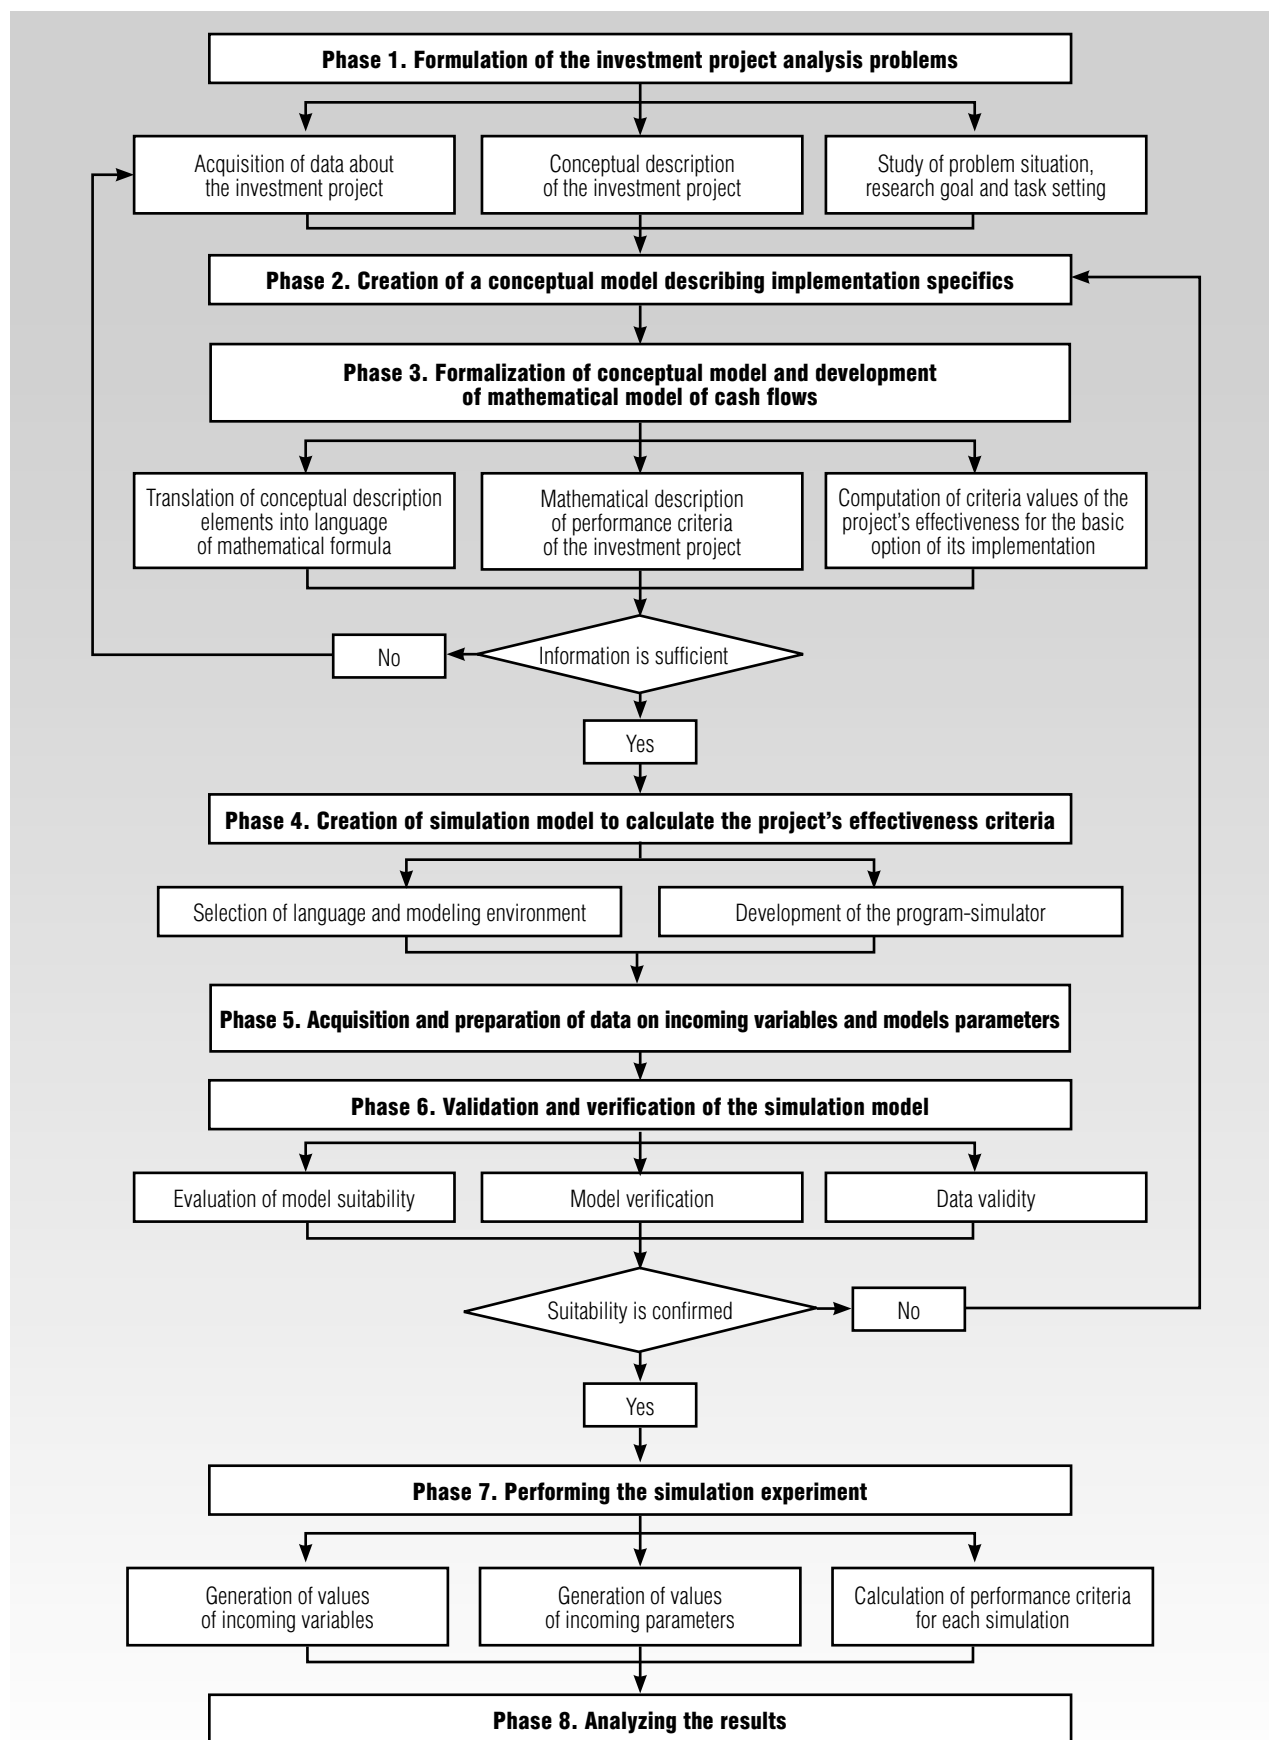 Phase 1. Formulation of the investment project analysis problems
Acquisition of data about
the investment project
Conceptual description
of the investment project
Study of problem situation,
research goal and task setting
Phase 2. Creation of a conceptual model describing implementation specifics
Phase 3. Formalization of conceptual model and development
of mathematical model of cash flows
Translation of conceptual description
elements into language
of mathematical formula
Mathematical description
of performance criteria
of the investment project
Computation of criteria values of the
project’s effectiveness for the basic
option of its implementation
No
Information is sufficient
Yes
Phase 4. Creation of simulation model to calculate the project’s effectiveness criteria
Selection of language and modeling environment
Development of the program-simulator
Phase 5. Acquisition and preparation of data on incoming variables and models parameters
Phase 6. Validation and verification of the simulation model
Evaluation of model suitability
Model verification
Data validity
Suitability is confirmed
No
Yes
Phase 7. Performing the simulation experiment
Generation of values
of incoming variables
Generation of values
of incoming parameters
Calculation of performance criteria
for each simulation
Phase 8. Analyzing the results